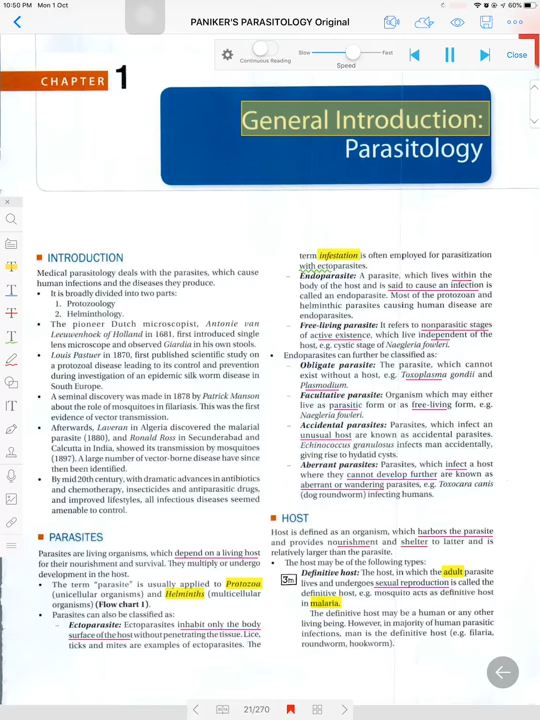 10:50 PM Mon 1 Oct
60%
PANIKER'S PARASITOLOGY Original
Continuous Reading
Slow
Fast
Speed
Close
CHAPTER 1
General Introduction:
Parasitology
INTRODUCTION
Medical parasitology deals with the parasites, which cause
human infections and the diseases they produce.
• It is broadly divided into two parts:
1. Protozoology
2. Helminthology.
• The pioneer Dutch microscopist, Antonie van
Leeuwenhoek of Holland in 1681, first introduced single
lens microscope and observed Giardia in his own stools.
• Louis Pastuer in 1870, first published scientific study on
a protozoal disease leading to its control and prevention
during investigation of an epidemic silk worm disease in
South Europe.
• A seminal discovery was made in 1878 by Patrick Manson
about the role of mosquitoes in filariasis. This was the first
evidence of vector transmission.
• Afterwards, Laveran in Algeria discovered the malarial
parasite (1880), and Ronald Ross in Secunderabad and
Calcutta in India, showed its transmission by mosquitoes
(1897). A large number of vector-borne disease have since
then been identified.
• By mid 20th century, with dramatic advances in antibiotics
and chemotherapy, insecticides and antiparasitic drugs,
and improved lifestyles, all infectious diseases seemed
amenable to control.
PARASITES
Parasites are living organisms, which depend on a living host
for their nourishment and survival. They multiply or undergo
development in the host.
• The term "parasite" is usually applied to Protozoa
(unicellular organisms) and Helminths (multicellular
organisms) (Flow chart 1).
• Parasites can also be classified as:
– Ectoparasite: Ectoparasites inhabit only the body
surface of the host without penetrating the tissue. Lice,
ticks and mites are examples of ectoparasites. The
term infestation is often employed for parasitization
with ectoparasites.
– Endoparasite: A parasite, which lives within the
body of the host and is said to cause an infection is
called an endoparasite. Most of the protozoan and
helminthic parasites causing human disease are
endoparasites.
– Free-living parasite: It refers to nonparasitic stages
of active existence, which live independent of the
host, e.g. cystic stage of Naegleria fowleri.
• Endoparasites can further be classified as:
– Obligate parasite: The parasite, which cannot
exist without a host, e.g. Toxoplasma gondii and
Plasmodium.
– Facultative parasite: Organism which may either
live as parasitic form or as free-living form, e.g.
Naegleria fowleri.
– Accidental parasites: Parasites, which infect an
unusual host are known as accidental parasites.
Echinococcus granulosus infects man accidentally,
giving rise to hydatid cysts.
– Aberrant parasites: Parasites, which infect a host
where they cannot develop further are known as
aberrant or wandering parasites, e.g. Toxocara canis
(dog roundworm) infecting humans.
HOST
Host is defined as an organism, which harbors the parasite
and provides nourishment and shelter to latter and is
relatively larger than the parasite.
• The host may be of the following types:
3m Definitive host: The host, in which the adult parasite
lives and undergoes sexual reproduction is called the
definitive host, e.g. mosquito acts as definitive host
in malaria.
The definitive host may be a human or any other
living being. However, in majority of human parasitic
infections, man is the definitive host (e.g. filaria,
roundworm, hookworm).
21/270